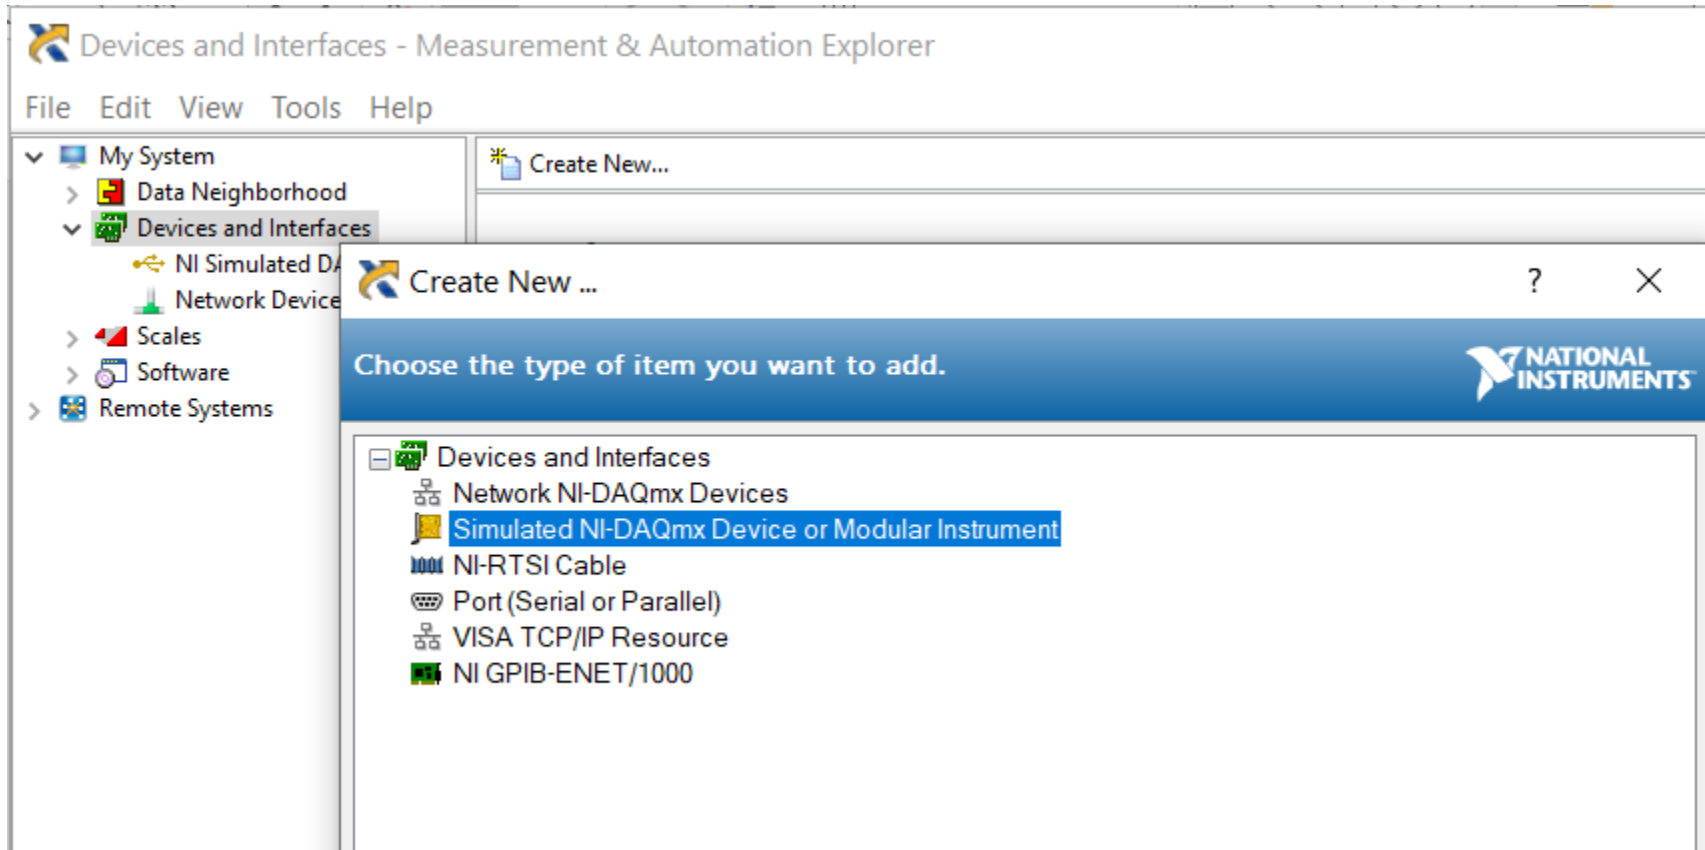 Devices and Interfaces - Measurement & Automation Explorer
File Edit View Tools Help
My System
Data Neighborhood
Devices and Interfaces
NI Simulated DA
Network Device
Scales
Software
Remote Systems
Create New...
Create New ...
?
Choose the type of item you want to add.
NATIONAL
INSTRUMENTS
Devices and Interfaces
Network NI-DAQmx Devices
Simulated NI-DAQmx Device or Modular Instrument
NI-RTSI Cable
Port (Serial or Parallel)
VISA TCP/IP Resource
NI GPIB-ENET/1000